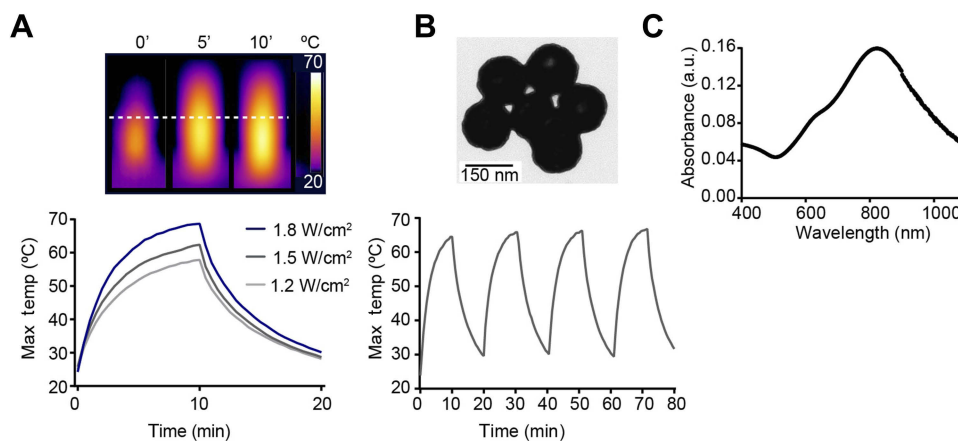 A
0' 5' 10' ºC
70
20
70
60
50
40
30
20
Max temp (ºC)
1.8 W/cm²
1.5 W/cm²
1.2 W/cm²
0 10 20
Time (min)
B
150 nm
70
60
50
40
30
20
Max temp (ºC)
0 10 20 30 40 50 60 70 80
Time (min)
C
0.16
0.12
0.08
0.04
0.00
Absorbance (a.u.)
400 600 800 1000
Wavelength (nm)